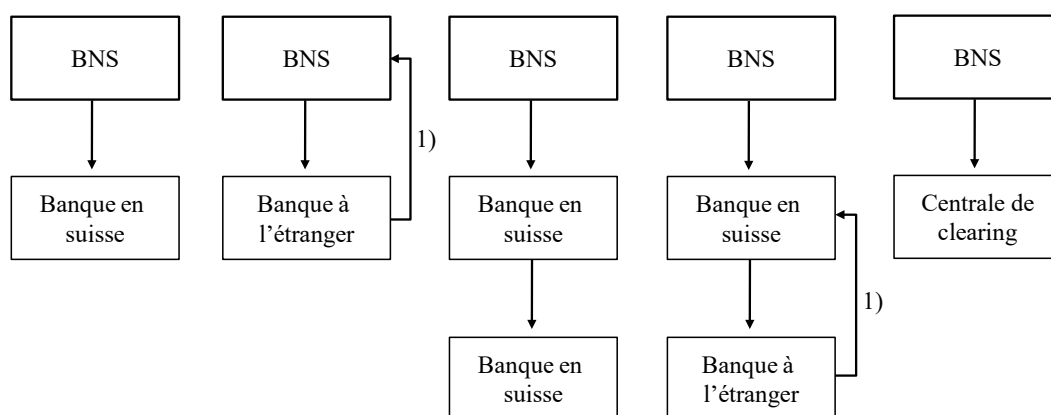 BNS
BNS
BNS
BNS
BNS
1)
Banque en
suisse
Banque à
l’étranger
Banque en
suisse
Banque en
suisse
Centrale de
clearing
1)
Banque en
suisse
Banque à
l’étranger